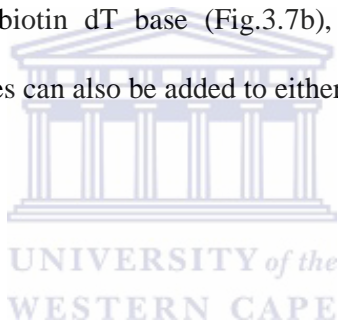 biotin dT base (Fig.3.7b),
es can also be added to either
UNIVERSITY of the
WESTERN CAPE